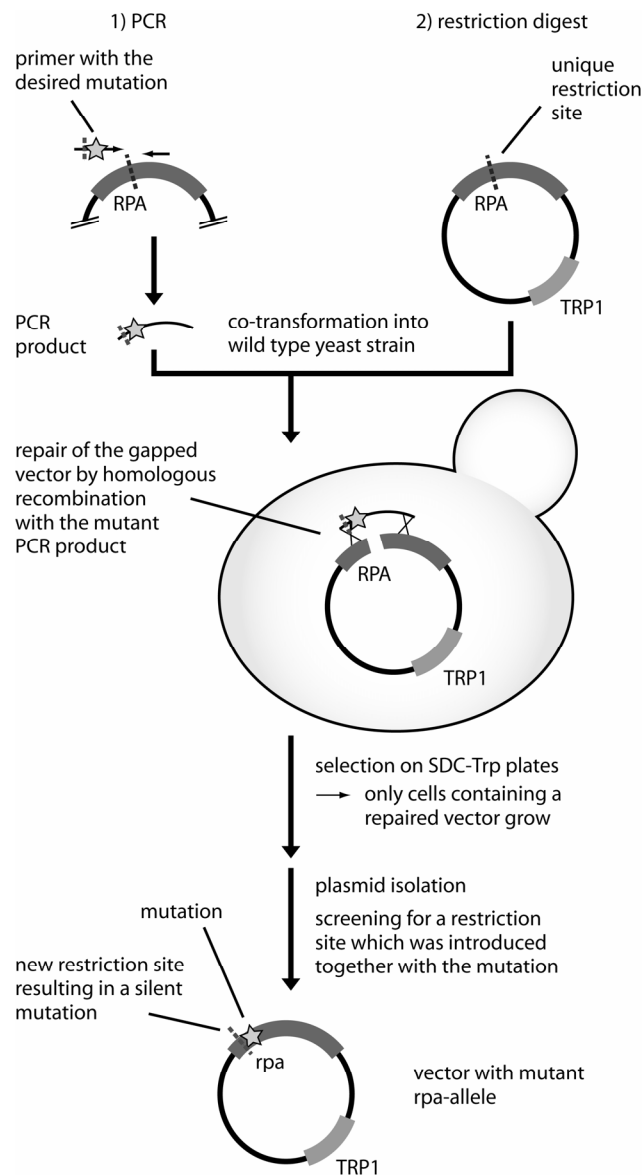 1) PCR
2) restriction digest
primer with the
desired mutation
unique
restriction
site
RPA
RPA
TRP1
PCR
product
co-transformation into
wild type yeast strain
repair of the gapped
vector by homologous
recombination
with the mutant
PCR product
RPA
TRP1
selection on SDC-Trp plates
only cells containing a
repaired vector grow
plasmid isolation
screening for a restriction
site which was introduced
together with the mutation
mutation
new restriction site
resulting in a silent
mutation
rpa
vector with mutant
rpa-allele
TRP1